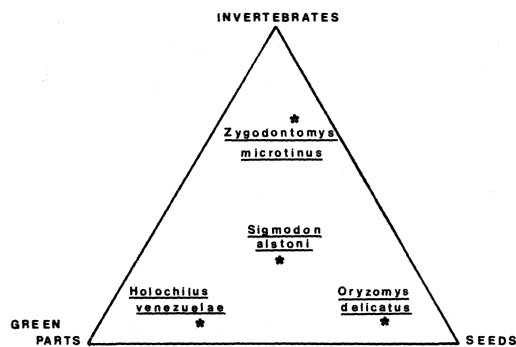 INVERTEBRATES
*
Zygodontomys
microtinus
Sigmodon
alstoni
*
Holochilus
venezuelae
*
Oryzomys
delicatus
*
GREEN
PARTS
SEEDS